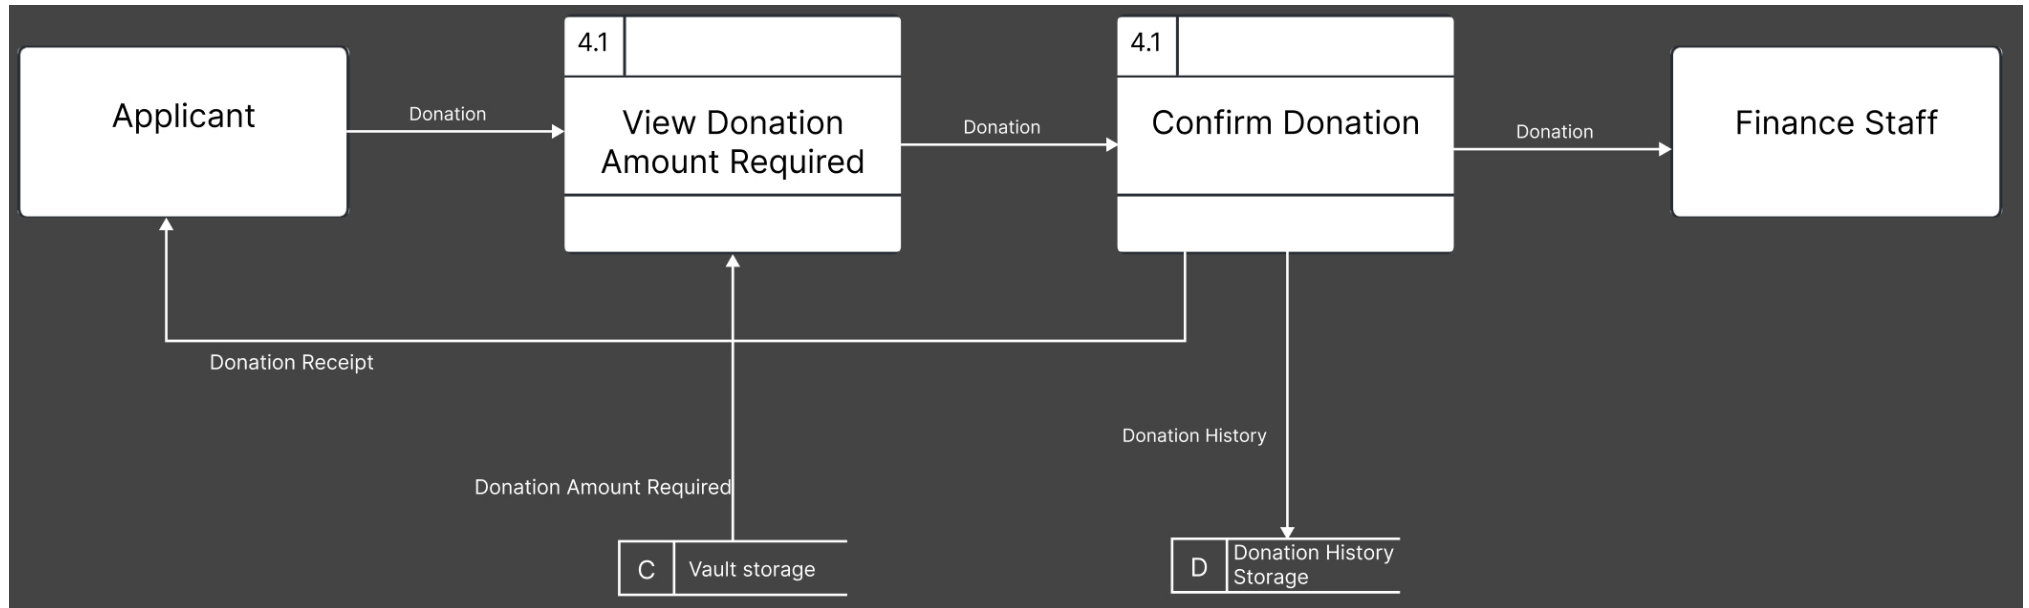 4.1
4.1
Applicant
Donation
View Donation
Amount Required
Donation
Confirm Donation
Donation
Finance Staff
Donation Receipt
Donation History
Donation Amount Required
C
Vault storage
D
Donation History
Storage